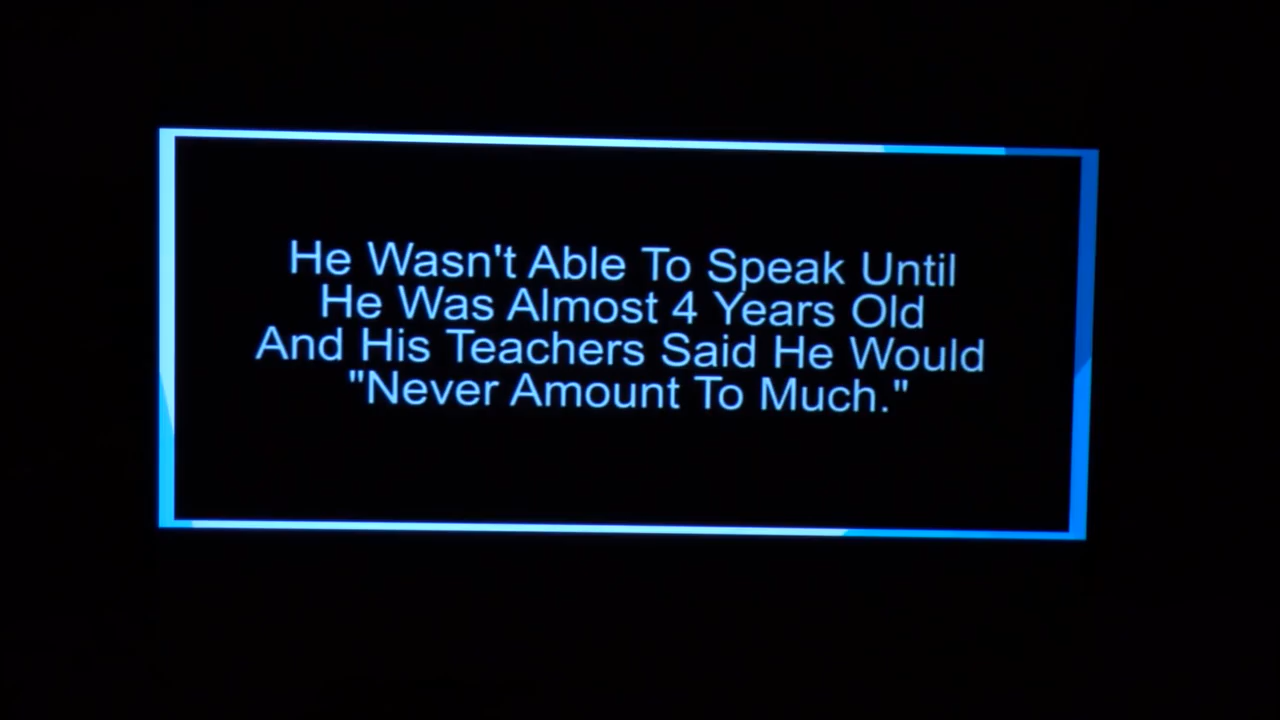 He Wasn't Able To Speak Until
He Was Almost 4 Years Old
And His Teachers Said He Would
"Never Amount To Much."